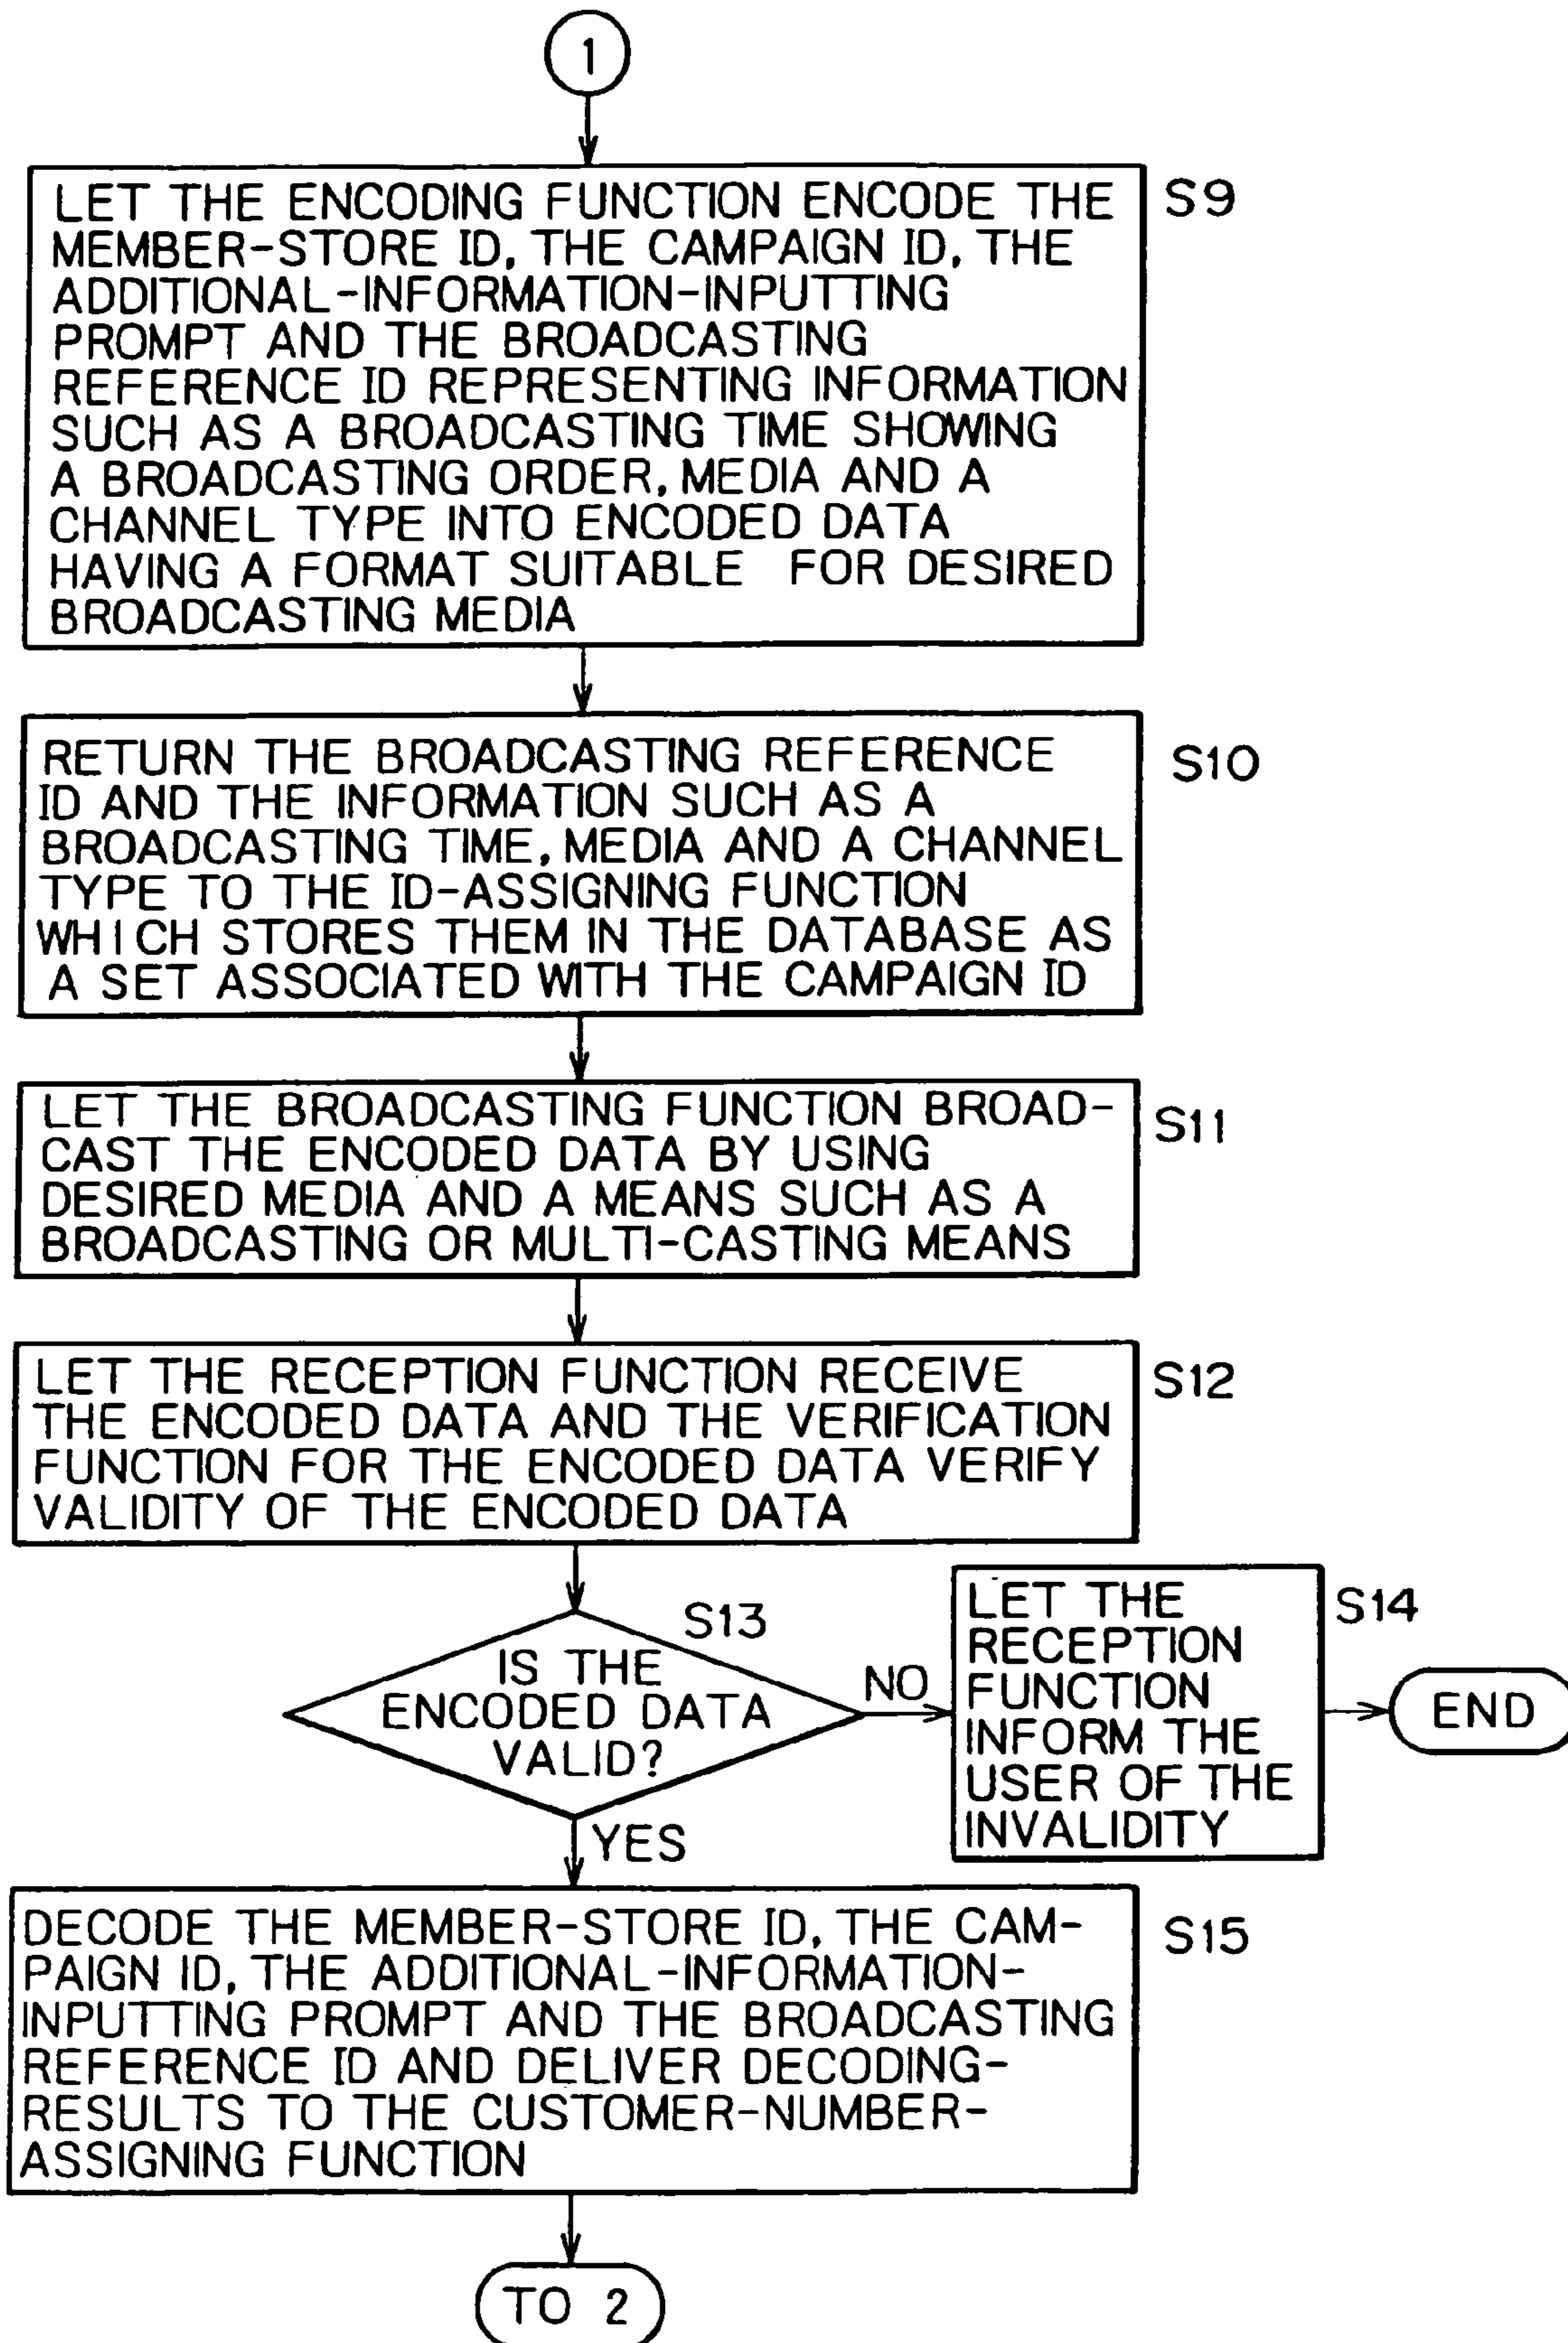 1
LET THE ENCODING FUNCTION ENCODE THE
MEMBER-STORE ID, THE CAMPAIGN ID, THE
ADDITIONAL-INFORMATION-INPUTTING
PROMPT AND THE BROADCASTING
REFERENCE ID REPRESENTING INFORMATION
SUCH AS A BROADCASTING TIME SHOWING
A BROADCASTING ORDER, MEDIA AND A
CHANNEL TYPE INTO ENCODED DATA
HAVING A FORMAT SUITABLE FOR DESIRED
BROADCASTING MEDIA
S9
RETURN THE BROADCASTING REFERENCE
ID AND THE INFORMATION SUCH AS A
BROADCASTING TIME, MEDIA AND A CHANNEL
TYPE TO THE ID-ASSIGNING FUNCTION
WHICH STORES THEM IN THE DATABASE AS
A SET ASSOCIATED WITH THE CAMPAIGN ID
S10
LET THE BROADCASTING FUNCTION BROAD-
CAST THE ENCODED DATA BY USING
DESIRED MEDIA AND A MEANS SUCH AS A
BROADCASTING OR MULTI-CASTING MEANS
S11
LET THE RECEPTION FUNCTION RECEIVE
THE ENCODED DATA AND THE VERIFICATION
FUNCTION FOR THE ENCODED DATA VERIFY
VALIDITY OF THE ENCODED DATA
S12
S13
IS THE
ENCODED DATA
VALID?
NO
LET THE
RECEPTION
FUNCTION
INFORM THE
USER OF THE
INVALIDITY
S14
END
YES
DECODE THE MEMBER-STORE ID, THE CAM-
PAIGN ID, THE ADDITIONAL-INFORMATION-
INPUTTING PROMPT AND THE BROADCASTING
REFERENCE ID AND DELIVER DECODING-
RESULTS TO THE CUSTOMER-NUMBER-
ASSIGNING FUNCTION
S15
TO 2